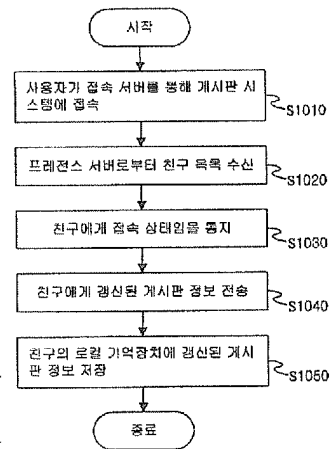 시작
사용자가 접속 서버를 통해 게시판 시
스템에 접속
S1010
프레전스 서버로부터 친구 목록 수신
S1020
친구에게 접속 상태임을 통지
S1030
친구에게 갱신된 게시판 정보 전송
S1040
친구의 로컬 기억장치에 갱신된 게시
판 정보 저장
S1050
종료